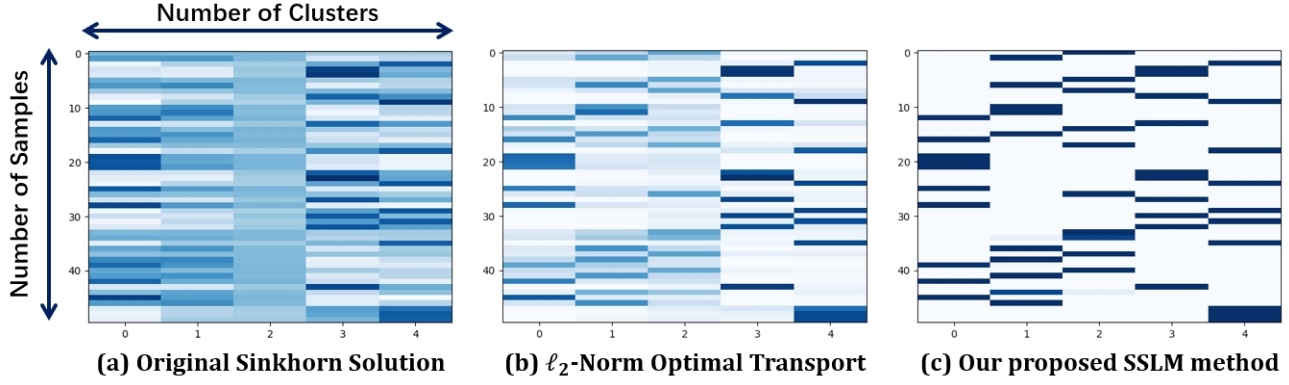 Number of Clusters
Number of Samples
0
10
20
30
40
0 1 2 3 4
(a) Original Sinkhorn Solution
0
10
20
30
40
0 1 2 3 4
(b) ℓ₂-Norm Optimal Transport
0
10
20
30
40
0 1 2 3 4
(c) Our proposed SSLM method